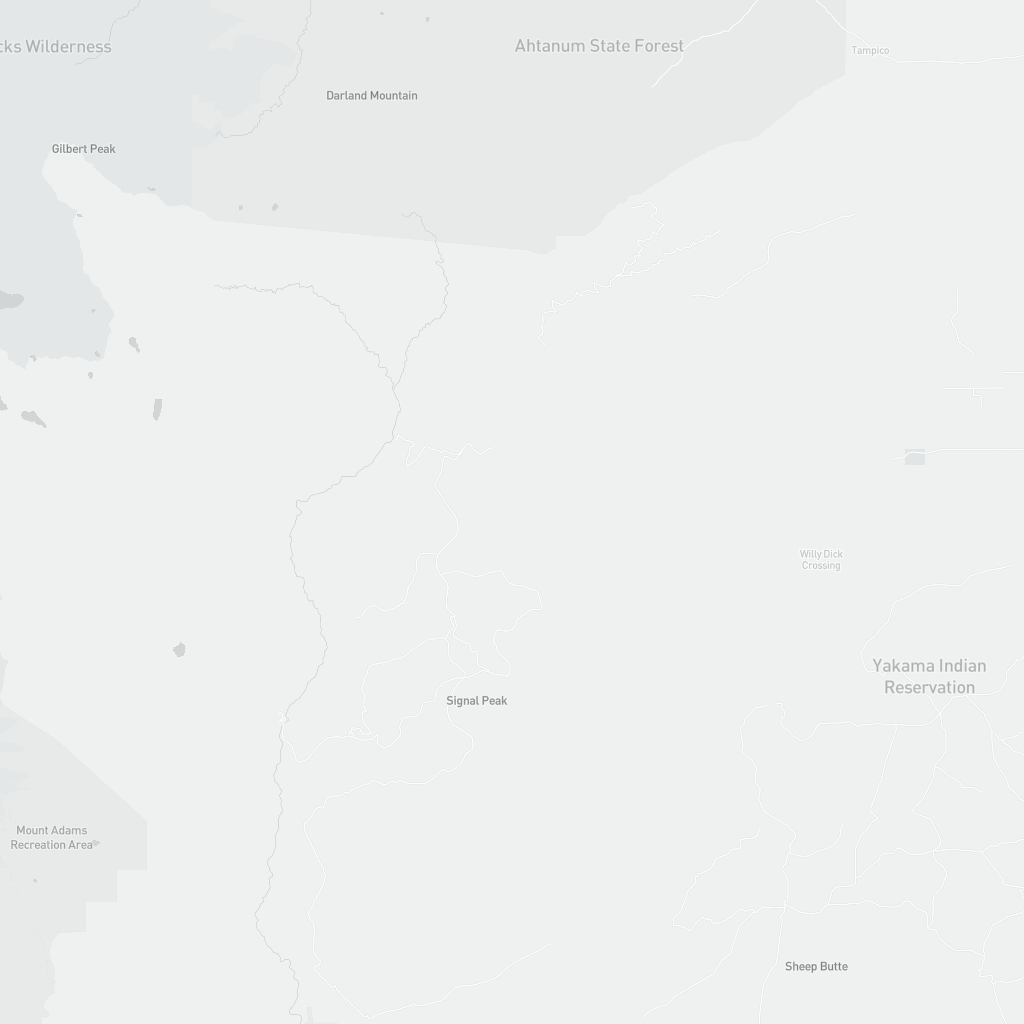 cks Wilderness
Ahtanum State Forest
Tampico
Darland Mountain
Gilbert Peak
Willy Dick
Crossing
Yakama Indian
Reservation
Signal Peak
Mount Adams
Recreation Area
Sheep Butte